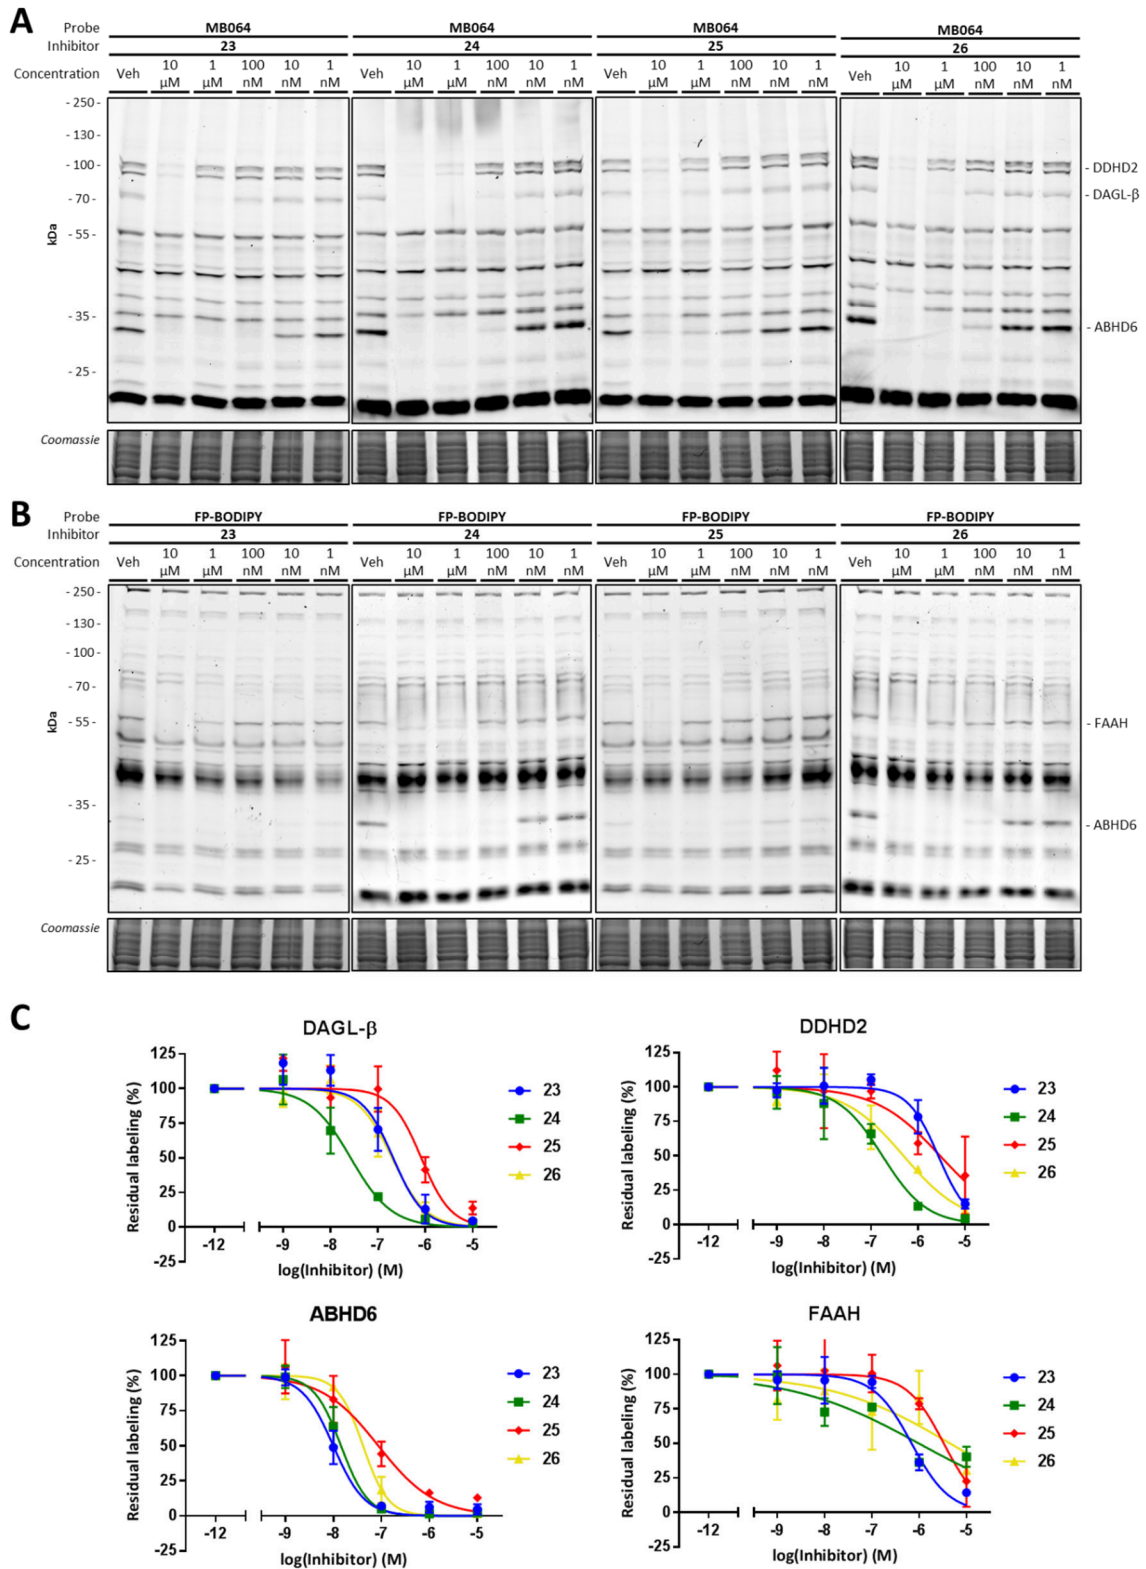 A
Probe MB064 MB064 MB064 MB064
Inhibitor 23 24 25 26
Concentration Veh 10 µM 1 µM 100 nM 10 nM 1 nM Veh 10 µM 1 µM 100 nM 10 nM 1 nM Veh 10 µM 1 µM 100 nM 10 nM 1 nM Veh 10 µM 1 µM 100 nM 10 nM 1 nM
- 250 -
- 130 -
- 100 -
- DDHD2
- 70 -
- DAGL-β
kDa
- 55 -
- 35 -
- ABHD6
- 25 -
Coomassie
B
Probe FP-BODIPY FP-BODIPY FP-BODIPY FP-BODIPY
Inhibitor 23 24 25 26
Concentration Veh 10 µM 1 µM 100 nM 10 nM 1 nM Veh 10 µM 1 µM 100 nM 10 nM 1 nM Veh 10 µM 1 µM 100 nM 10 nM 1 nM Veh 10 µM 1 µM 100 nM 10 nM 1 nM
- 250 -
- 130 -
- 100 -
- 70 -
kDa
- 55 -
- FAAH
- 35 -
- ABHD6
- 25 -
Coomassie
C
DAGL-β
Residual labeling (%)
125
100
75
50
25
0
-25
-12 -9 -8 -7 -6 -5
log(Inhibitor) (M)
23
24
25
26
DDHD2
Residual labeling (%)
125
100
75
50
25
0
-25
-12 -9 -8 -7 -6 -5
log(Inhibitor) (M)
23
24
25
26
ABHD6
Residual labeling (%)
125
100
75
50
25
0
-25
-12 -9 -8 -7 -6 -5
log(Inhibitor) (M)
23
24
25
26
FAAH
Residual labeling (%)
125
100
75
50
25
0
-25
-12 -9 -8 -7 -6 -5
log(Inhibitor) (M)
23
24
25
26